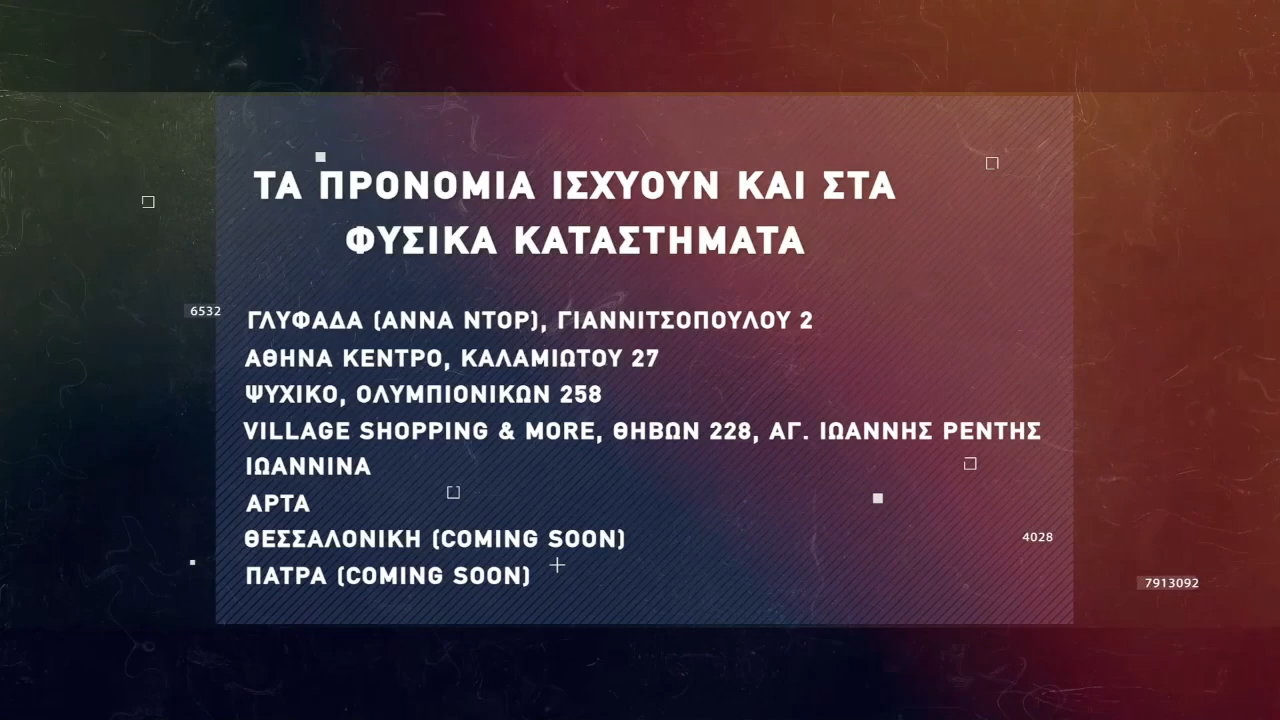 ΤΑ ΠΡΟΝΟΜΙΑ ΙΣΧΥΟΥΝ ΚΑΙ ΣΤΑ
ΦΥΣΙΚΑ ΚΑΤΑΣΤΗΜΑΤΑ
6532
ΓΛΥΦΑΔΑ (ΑΝΝΑ ΝΤΟΡ), ΓΙΑΝΝΙΤΣΟΠΟΥΛΟΥ 2
ΑΘΗΝΑ ΚΕΝΤΡΟ, ΚΑΛΑΜΙΩΤΟΥ 27
ΨΥΧΙΚΟ, ΟΛΥΜΠΙΟΝΙΚΩΝ 258
VILLAGE SHOPPING & MORE, ΘΗΒΩΝ 228, ΑΓ. ΙΩΑΝΝΗΣ ΡΕΝΤΗΣ
ΙΩΑΝΝΙΝΑ
ΑΡΤΑ
ΘΕΣΣΑΛΟΝΙΚΗ (COMING SOON)
4028
ΠΑΤΡΑ (COMING SOON)
7913092